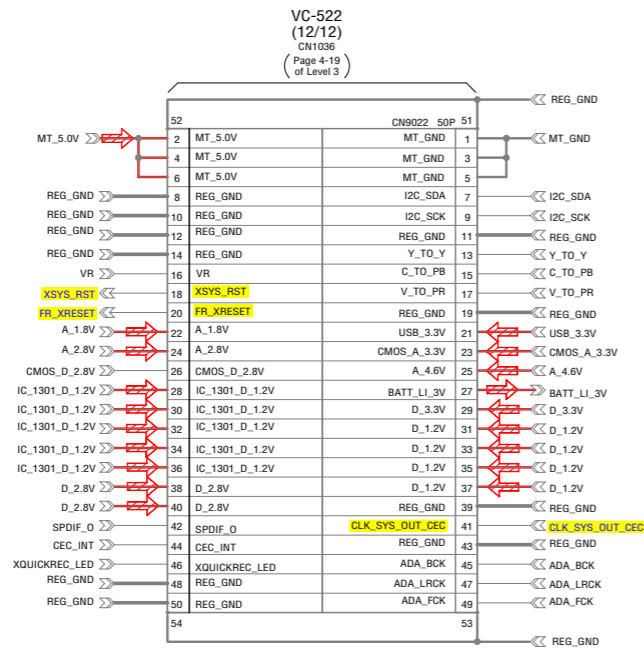 VC-522
(12/12)
CN1036
( Page 4-19
of Level 3 )
REG_GND
52 CN9022 50P 51
MT_5.0V 2 MT_5.0V MT_GND 1 MT_GND
4 MT_5.0V MT_GND 3
6 MT_5.0V MT_GND 5
REG_GND 8 REG_GND I2C_SDA 7 I2C_SDA
REG_GND 10 REG_GND I2C_SCK 9 I2C_SCK
REG_GND 12 REG_GND REG_GND 11 REG_GND
REG_GND 14 REG_GND Y_TO_Y 13 Y_TO_Y
VR 16 VR C_TO_PB 15 C_TO_PB
XSYS_RST 18 XSYS_RST V_TO_PR 17 V_TO_PR
FR_XRESET 20 FR_XRESET REG_GND 19 REG_GND
A_1.8V 22 A_1.8V USB_3.3V 21 USB_3.3V
A_2.8V 24 A_2.8V CMOS_A_3.3V 23 CMOS_A_3.3V
CMOS_D_2.8V 26 CMOS_D_2.8V A_4.6V 25 A_4.6V
IC_1301_D_1.2V 28 IC_1301_D_1.2V BATT_LI_3V 27 BATT_LI_3V
IC_1301_D_1.2V 30 IC_1301_D_1.2V D_3.3V 29 D_3.3V
IC_1301_D_1.2V 32 IC_1301_D_1.2V D_1.2V 31 D_1.2V
IC_1301_D_1.2V 34 IC_1301_D_1.2V D_1.2V 33 D_1.2V
IC_1301_D_1.2V 36 IC_1301_D_1.2V D_1.2V 35 D_1.2V
D_2.8V 38 D_2.8V D_1.2V 37 D_1.2V
D_2.8V 40 D_2.8V REG_GND 39 REG_GND
SPDIF_O 42 SPDIF_O CLK_SYS_OUT_CEC 41 CLK_SYS_OUT_CEC
CEC_INT 44 CEC_INT REG_GND 43 REG_GND
XQUICKREC_LED 46 XQUICKREC_LED ADA_BCK 45 ADA_BCK
REG_GND 48 REG_GND ADA_LRCK 47 ADA_LRCK
REG_GND 50 REG_GND ADA_FCK 49 ADA_FCK
54 53
REG_GND